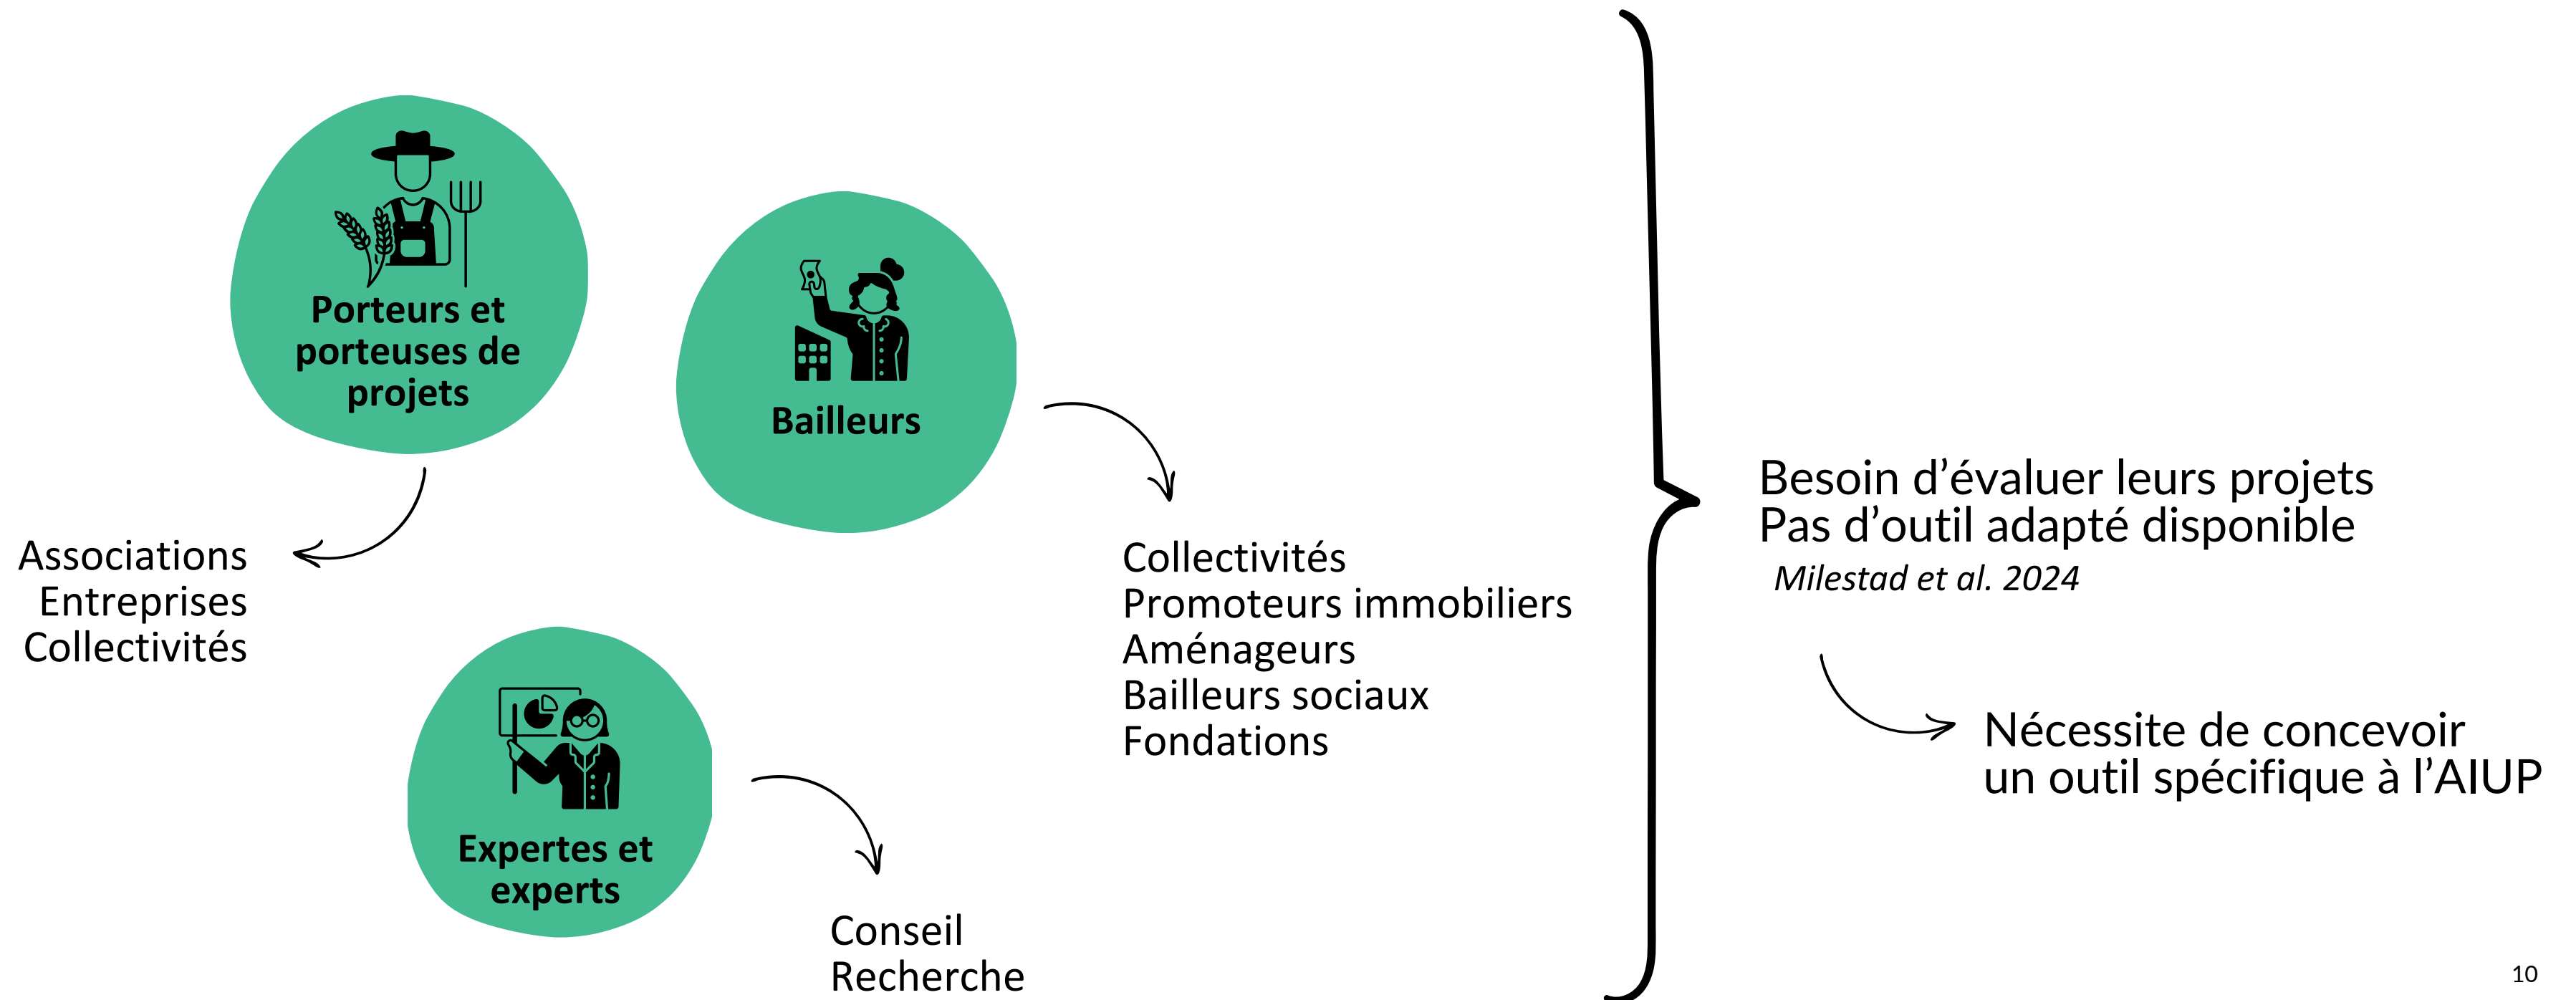 Porteurs et
porteuses de
projets
Associations
Entreprises
Collectivités
Bailleurs
Collectivités
Promoteurs immobiliers
Aménageurs
Bailleurs sociaux
Fondations
Expertes et
experts
Conseil
Recherche
Besoin d’évaluer leurs projets
Pas d’outil adapté disponible
Milestad et al. 2024
Nécessite de concevoir
un outil spécifique à l’AIUP
10